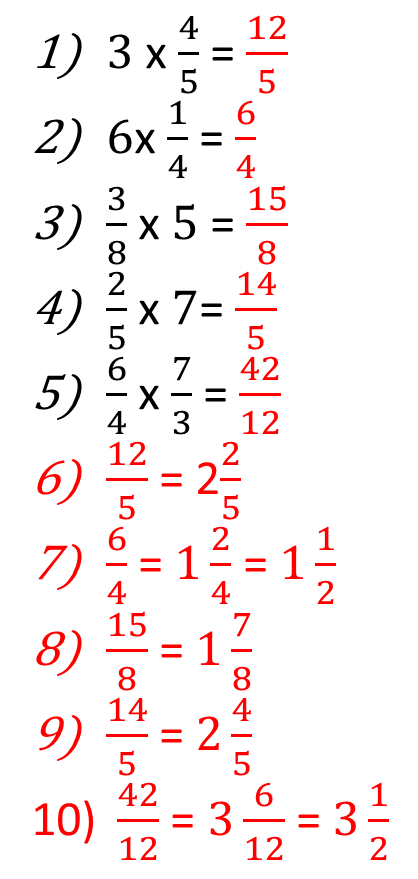 1) 3 x 4/5 = 12/5
2) 6x 1/4 = 6/4
3) 3/8 x 5 = 15/8
4) 2/5 x 7= 14/5
5) 6/4 x 7/3 = 42/12
6) 12/5 = 2 2/5
7) 6/4 = 1 2/4 = 1 1/2
8) 15/8 = 1 7/8
9) 14/5 = 2 4/5
10) 42/12 = 3 6/12 = 3 1/2